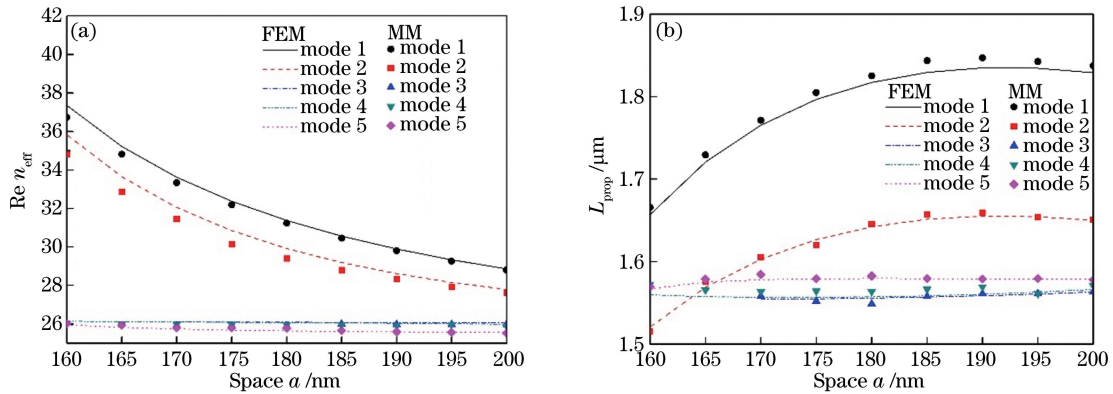 (a)
FEM MM
mode 1 mode 1
mode 2 mode 2
mode 3 mode 3
mode 4 mode 4
mode 5 mode 5
42
40
38
36
34
32
30
28
26
Re neff
160 165 170 175 180 185 190 195 200
Space a /nm
(b)
FEM MM
mode 1 mode 1
mode 2 mode 2
mode 3 mode 3
mode 4 mode 4
mode 5 mode 5
1.9
1.8
1.7
1.6
1.5
Lprop /μm
160 165 170 175 180 185 190 195 200
Space a /nm